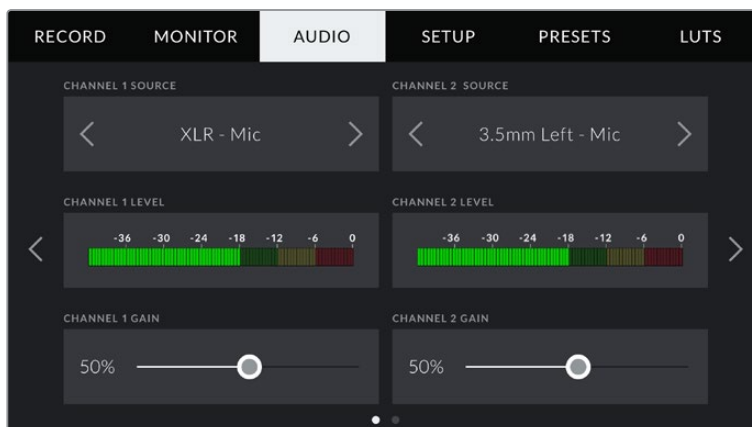 RECORD MONITOR AUDIO SETUP PRESETS LUTS
CHANNEL 1 SOURCE CHANNEL 2 SOURCE
XLR - Mic 3.5mm Left - Mic
CHANNEL 1 LEVEL CHANNEL 2 LEVEL
-36 -30 -24 -18 -12 -6 0 -36 -30 -24 -18 -12 -6 0
CHANNEL 1 GAIN CHANNEL 2 GAIN
50% 50%